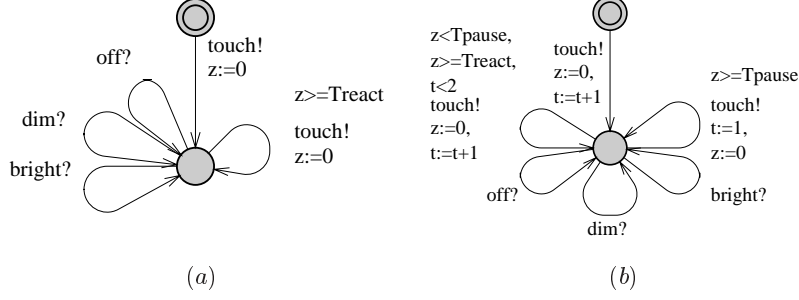 touch!
z:=0
off?
dim?
bright?
z>=Treact
touch!
z:=0
(a)
z<Tpause,
z>=Treact,
t<2
touch!
z:=0,
t:=t+1
touch!
z:=0,
t:=t+1
z>=Tpause
touch!
t:=1,
z:=0
off?
bright?
dim?
(b)